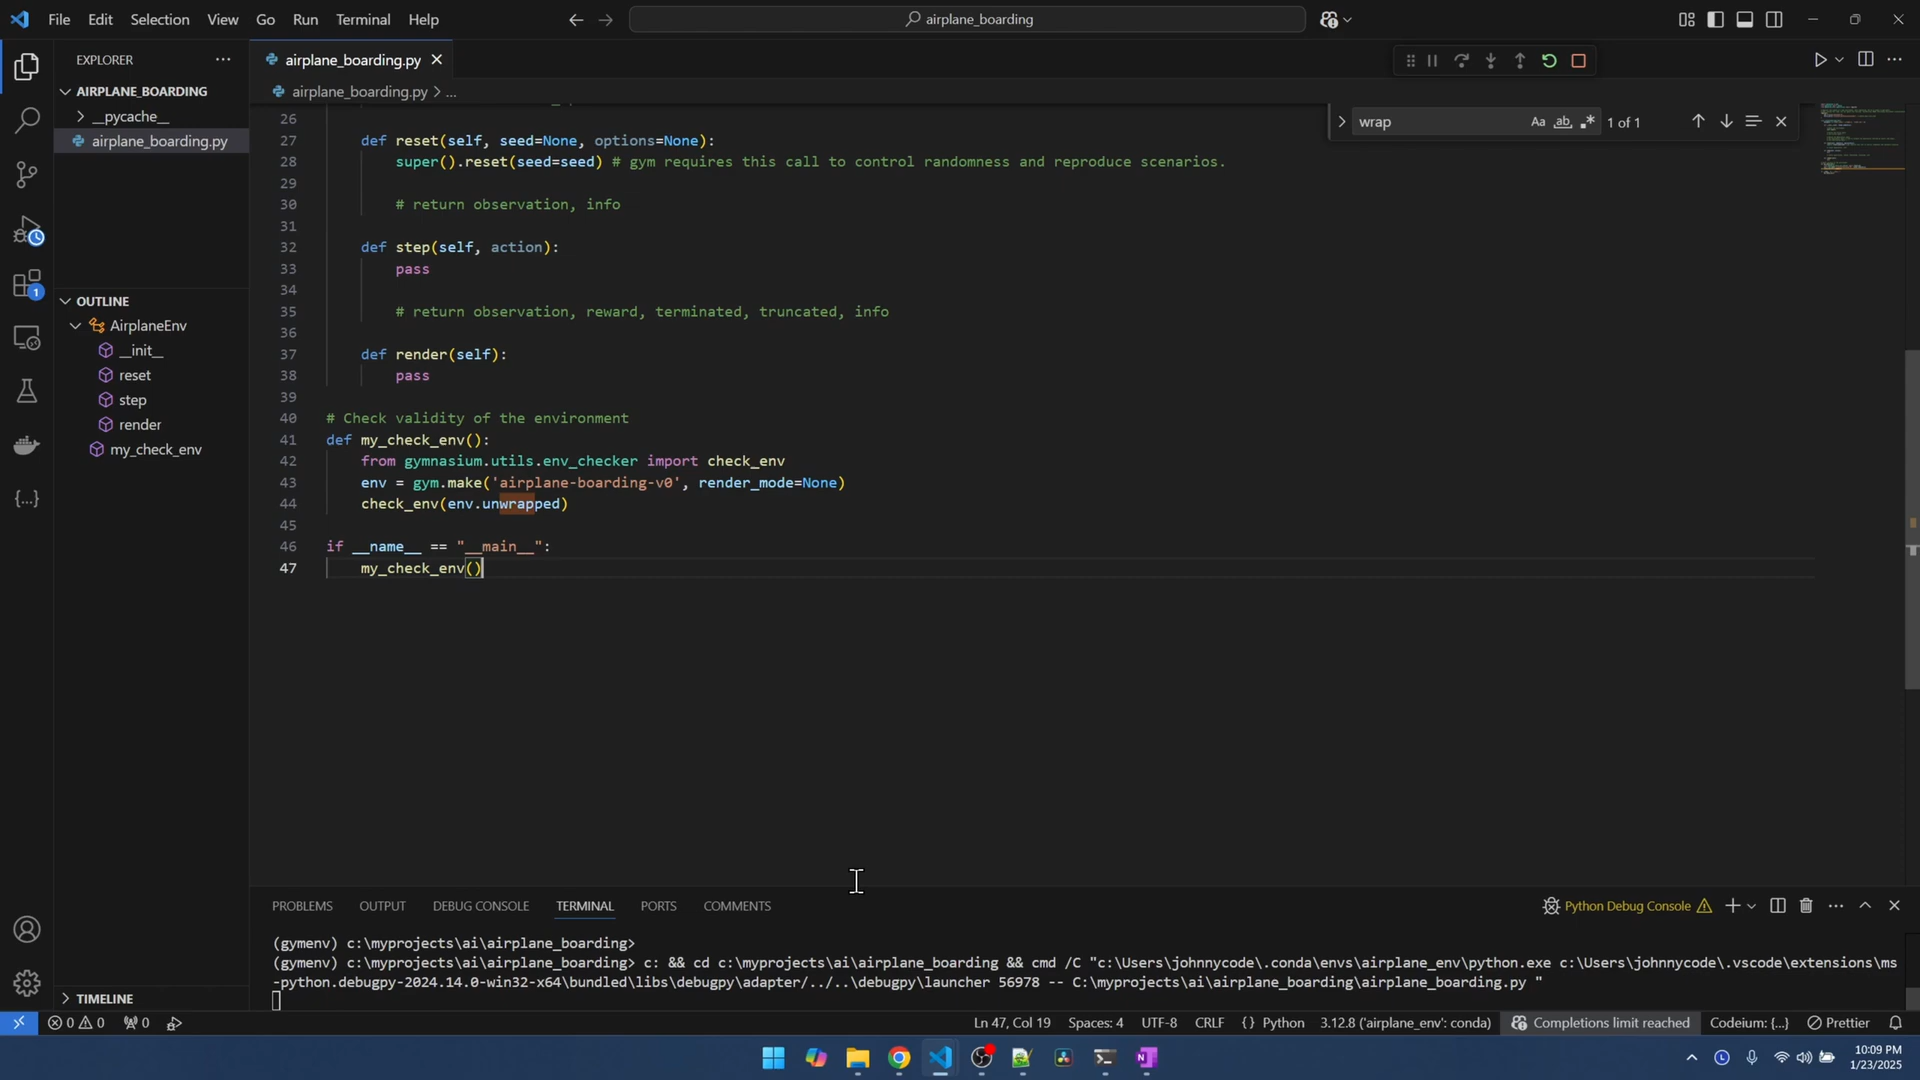 File Edit Selection View Go Run Terminal Help
airplane_boarding
EXPLORER
AIRPLANE_BOARDING
__pycache__
airplane_boarding.py
OUTLINE
AirplaneEnv
__init__
reset
step
render
my_check_env
TIMELINE
1
airplane_boarding.py
airplane_boarding.py > ...
wrap
Aa
ab
1 of 1
26
27 def reset(self, seed=None, options=None):
28 super().reset(seed=seed) # gym requires this call to control randomness and reproduce scenarios.
29
30 # return observation, info
31
32 def step(self, action):
33 pass
34
35 # return observation, reward, terminated, truncated, info
36
37 def render(self):
38 pass
39
40 # Check validity of the environment
41 def my_check_env():
42 from gymnasium.utils.env_checker import check_env
43 env = gym.make('airplane-boarding-v0', render_mode=None)
44 check_env(env.unwrapped)
45
46 if __name__ == "__main__":
47 my_check_env()
PROBLEMS OUTPUT DEBUG CONSOLE TERMINAL PORTS COMMENTS
Python Debug Console
(gymenv) c:\myprojects\ai\airplane_boarding>
(gymenv) c:\myprojects\ai\airplane_boarding> c: && cd c:\myprojects\ai\airplane_boarding && cmd /C "c:\Users\johnnycode\.conda\envs\airplane_env\python.exe c:\Users\johnnycode\.vscode\extensions\ms
-python.debugpy-2024.14.0-win32-x64\bundled\libs\debugpy\adapter/../..\debugpy\launcher 56978 -- C:\myprojects\ai\airplane_boarding\airplane_boarding.py "
0 0 0
Ln 47, Col 19 Spaces: 4 UTF-8 CRLF {} Python 3.12.8 ('airplane_env': conda) Completions limit reached Codeium: {...} Prettier
10:09 PM
1/23/2025